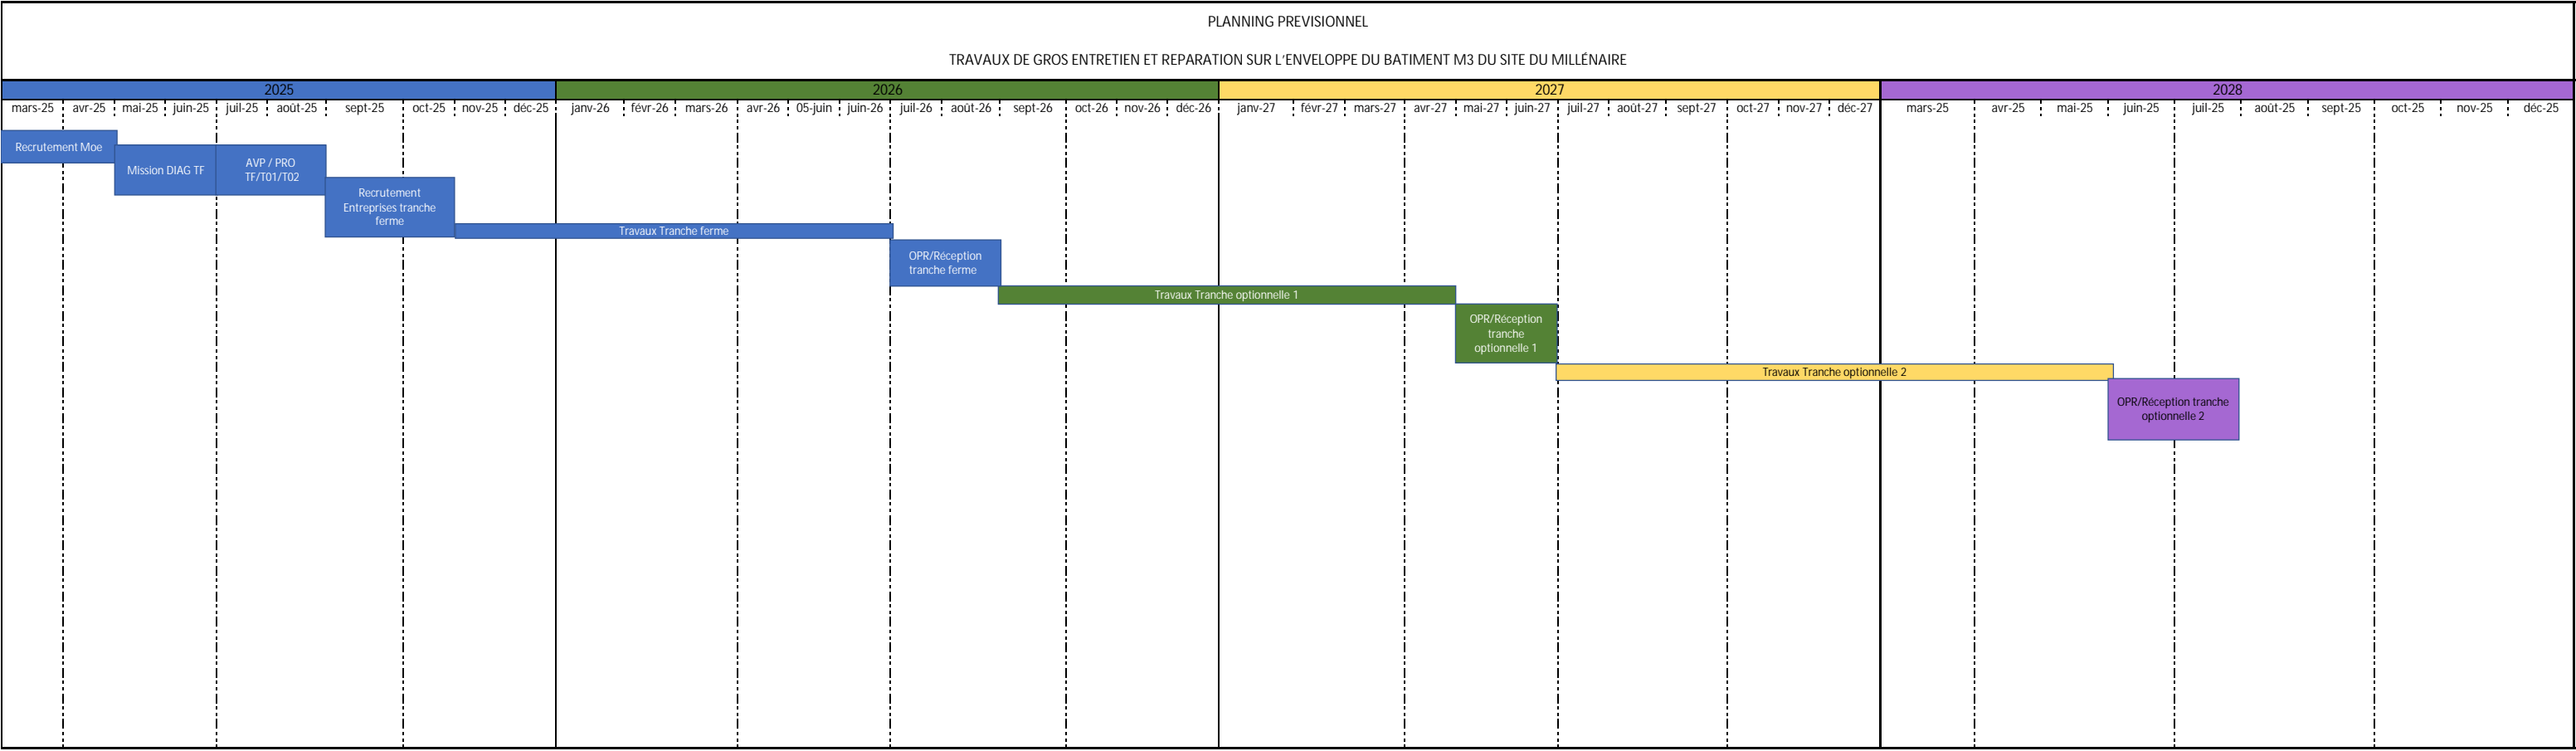 PLANNING PREVISIONNEL
TRAVAUX DE GROS ENTRETIEN ET REPARATION SUR L'ENVELOPPE DU BATIMENT M3 DU SITE DU MILLÉNAIRE
2025 2026 2027 2028
mars-25 avr-25 mai-25 juin-25 juil-25 août-25 sept-25 oct-25 nov-25 déc-25 janv-26 févr-26 mars-26 avr-26 05-juin juin-26 juil-26 août-26 sept-26 oct-26 nov-26 déc-26 janv-27 févr-27 mars-27 avr-27 mai-27 juin-27 juil-27 août-27 sept-27 oct-27 nov-27 déc-27 mars-25 avr-25 mai-25 juin-25 juil-25 août-25 sept-25 oct-25 nov-25 déc-25
Recrutement Moe
Mission DIAG TF
AVP / PRO
TF/T01/T02
Recrutement
Entreprises tranche
ferme
Travaux Tranche ferme
OPR/Réception
tranche ferme
Travaux Tranche optionnelle 1
OPR/Réception
tranche
optionnelle 1
Travaux Tranche optionnelle 2
OPR/Réception tranche
optionnelle 2